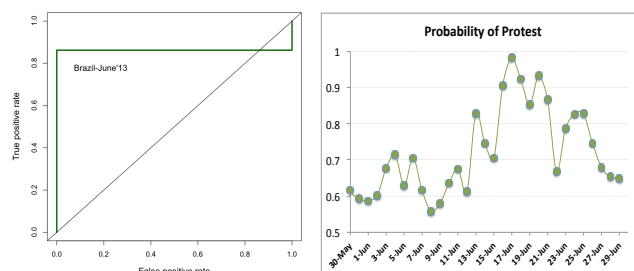 True positive rate
1.0
0.8
0.6
0.4
0.2
0.0
Brazil-June'13
0.0 0.2 0.4 0.6 0.8 1.0
False positive rate
Probability of Protest
1
0.9
0.8
0.7
0.6
0.5
30-May 1-Jun 3-Jun 5-Jun 7-Jun 9-Jun 11-Jun 13-Jun 15-Jun 17-Jun 19-Jun 21-Jun 23-Jun 25-Jun 27-Jun 29-Jun